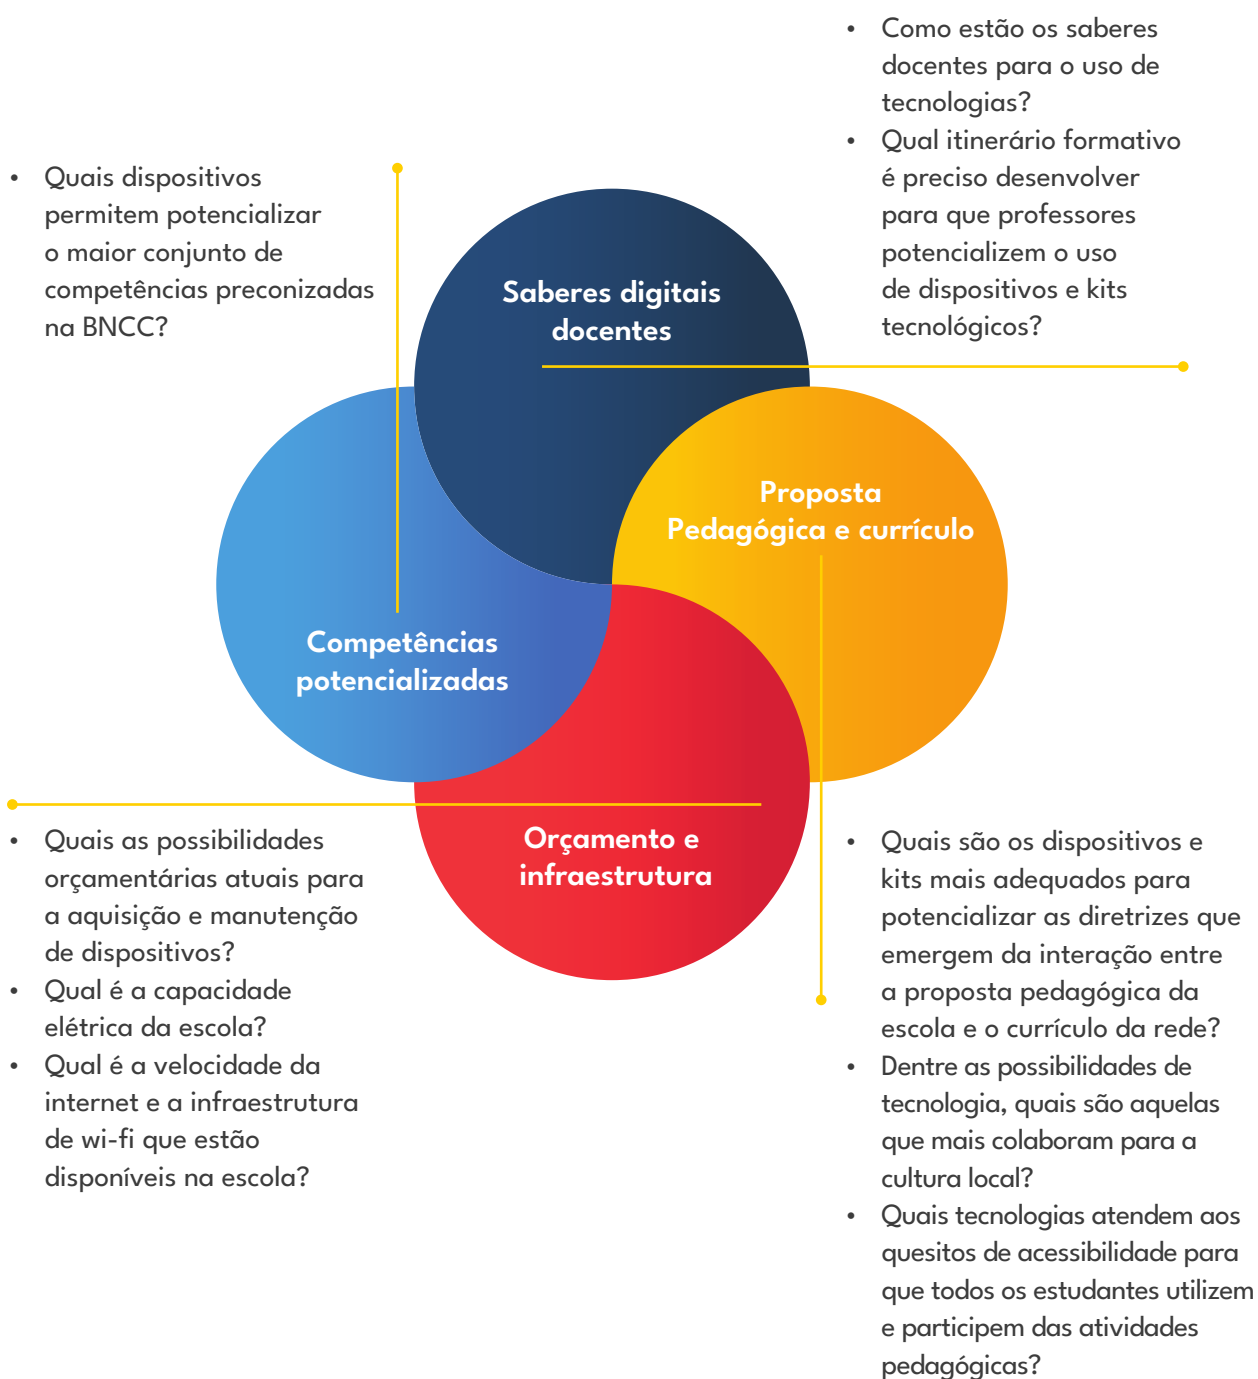 • Como estão os saberes
docentes para o uso de
tecnologias?
• Qual itinerário formativo
é preciso desenvolver
para que professores
potencializem o uso
de dispositivos e kits
tecnológicos?
• Quais dispositivos
permitem potencializar
o maior conjunto de
competências preconizadas
na BNCC?
Saberes digitais
docentes
Proposta
Pedagógica e currículo
Competências
potencializadas
Orçamento e
infraestrutura
• Quais as possibilidades
orçamentárias atuais para
a aquisição e manutenção
de dispositivos?
• Qual é a capacidade
elétrica da escola?
• Qual é a velocidade da
internet e a infraestrutura
de wi-fi que estão
disponíveis na escola?
• Quais são os dispositivos e
kits mais adequados para
potencializar as diretrizes que
emergem da interação entre
a proposta pedagógica da
escola e o currículo da rede?
• Dentre as possibilidades de
tecnologia, quais são aquelas
que mais colaboram para a
cultura local?
• Quais tecnologias atendem aos
quesitos de acessibilidade para
que todos os estudantes utilizem
e participem das atividades
pedagógicas?